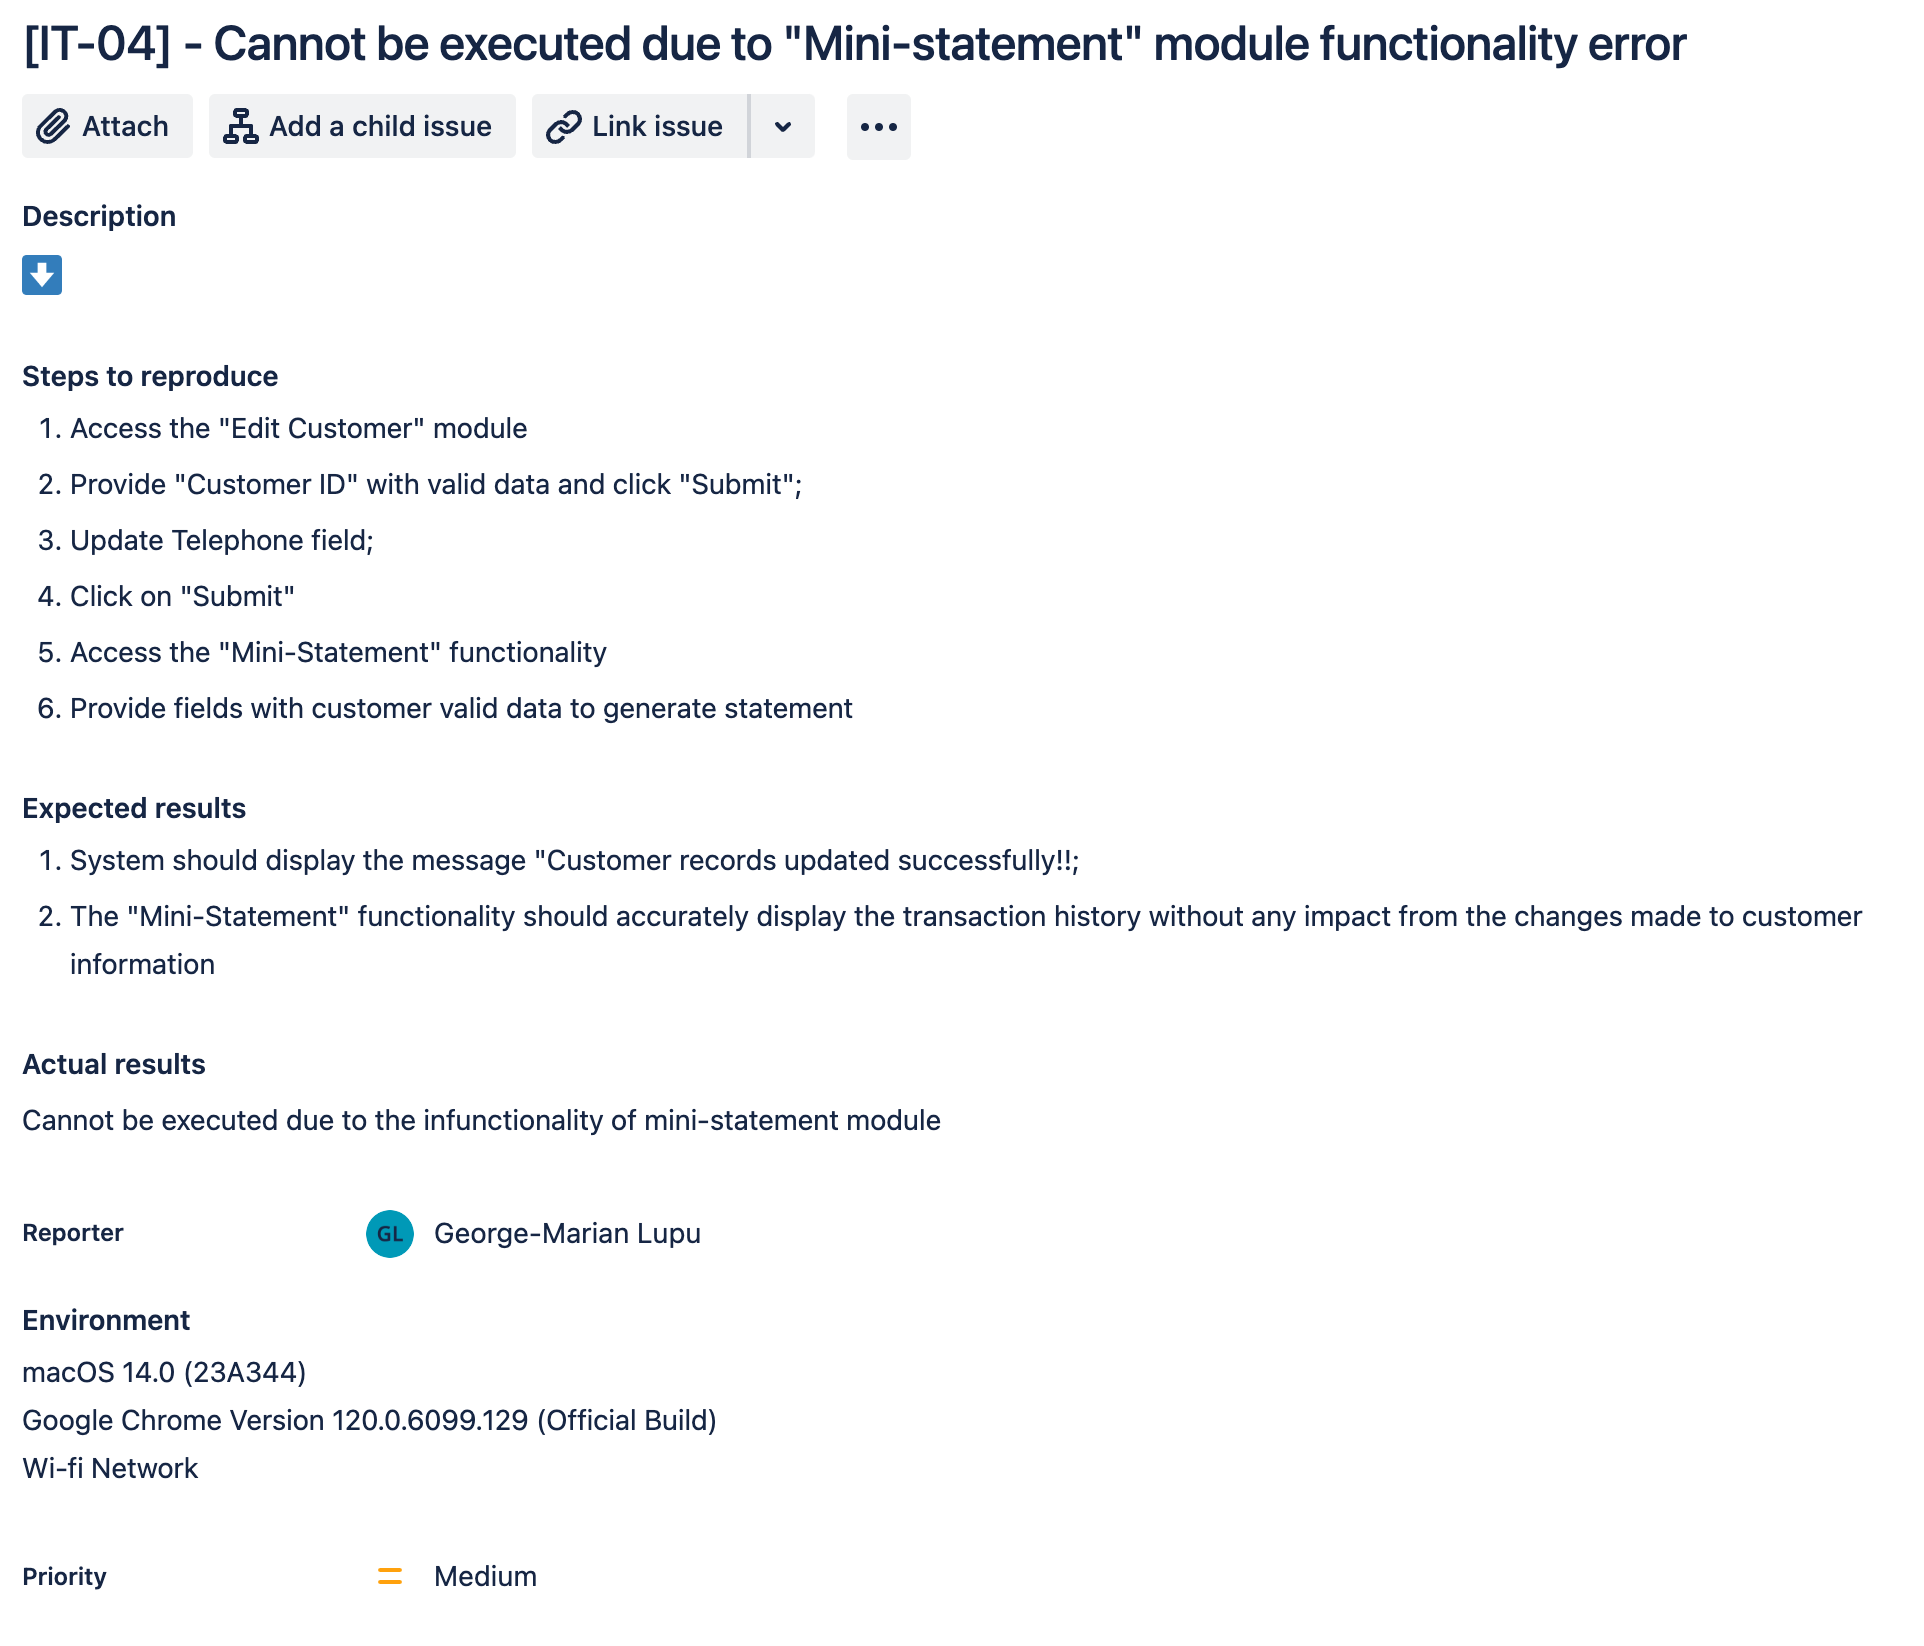 [IT-04] - Cannot be executed due to "Mini-statement" module functionality error
Attach
Add a child issue
Link issue
Description
Steps to reproduce
1. Access the "Edit Customer" module
2. Provide "Customer ID" with valid data and click "Submit";
3. Update Telephone field;
4. Click on "Submit"
5. Access the "Mini-Statement" functionality
6. Provide fields with customer valid data to generate statement
Expected results
1. System should display the message "Customer records updated successfully!!;
2. The "Mini-Statement" functionality should accurately display the transaction history without any impact from the changes made to customer
information
Actual results
Cannot be executed due to the infunctionality of mini-statement module
Reporter GL George-Marian Lupu
Environment
macOS 14.0 (23A344)
Google Chrome Version 120.0.6099.129 (Official Build)
Wi-fi Network
Priority Medium